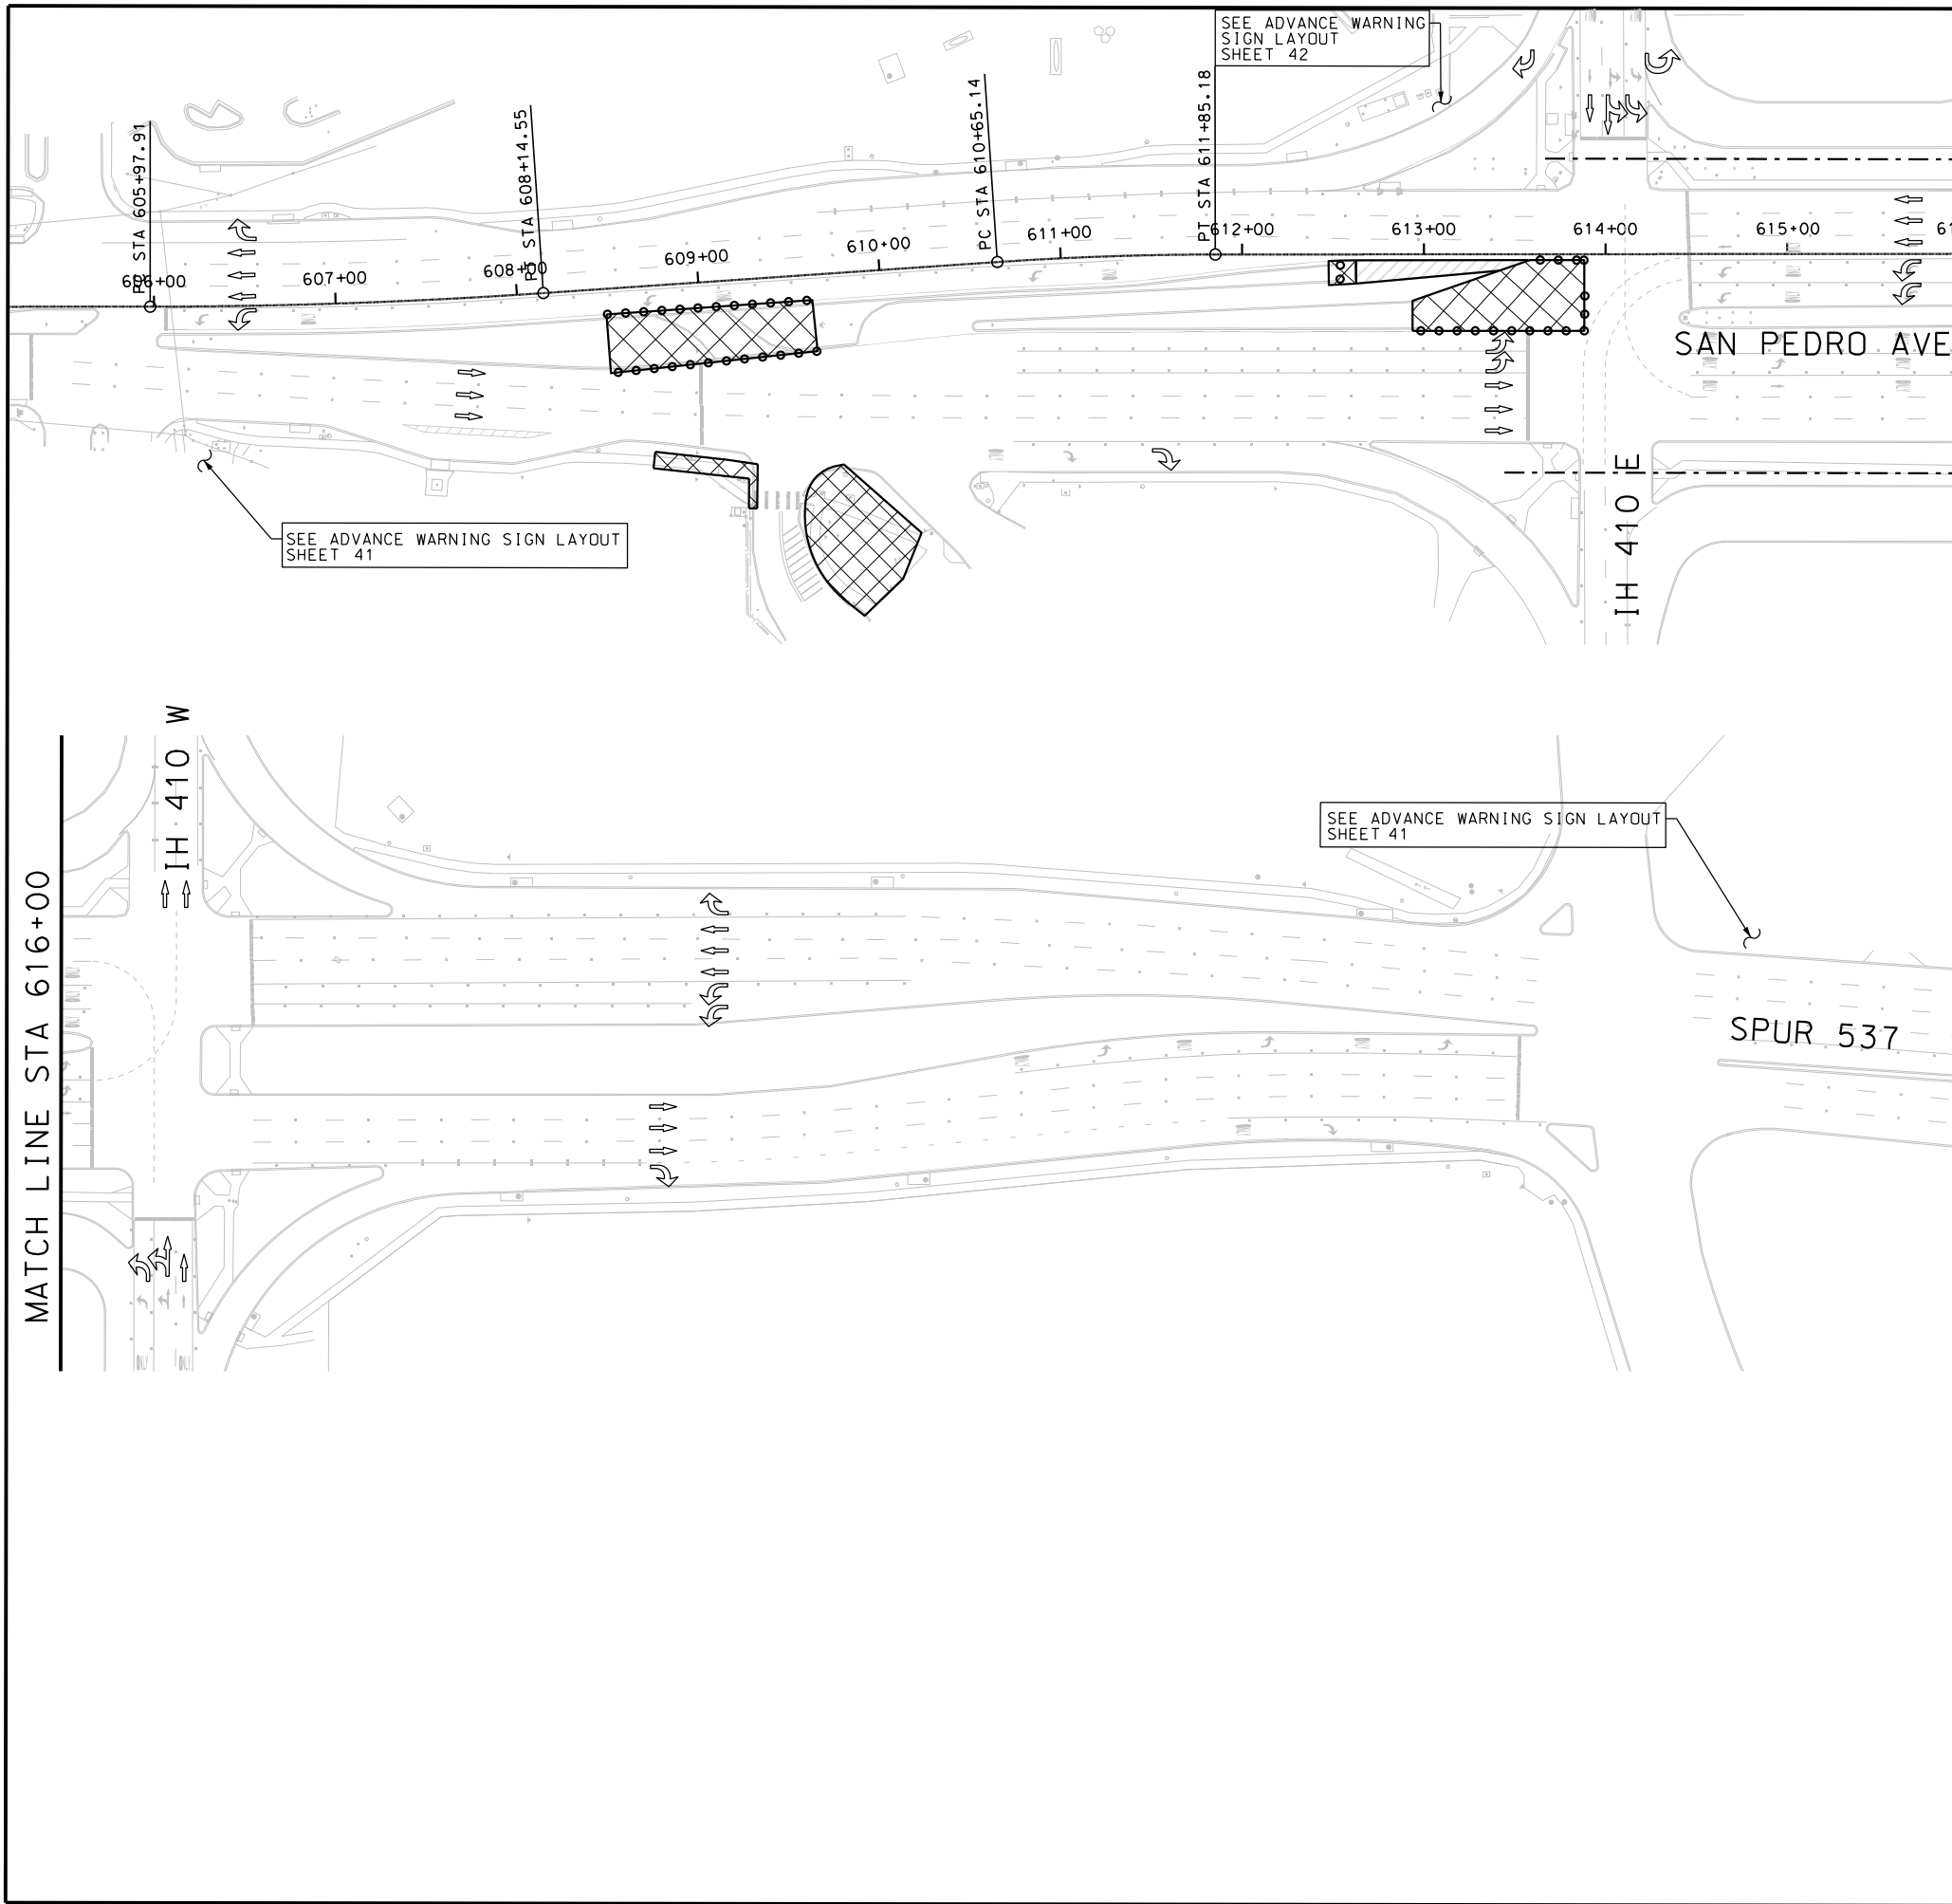 SEE ADVANCE WARNING
SIGN LAYOUT
SHEET 42
STA 605+97.91
STA 608+14.55
PC STA 610+65.14
PT STA 611+85.18
606+00
607+00
608+00
609+00
610+00
611+00
612+00
613+00
614+00
615+00
SAN PEDRO AVE
IH 410 E
SEE ADVANCE WARNING SIGN LAYOUT
SHEET 41
IH 410 W
MATCH LINE STA 616+00
SEE ADVANCE WARNING SIGN LAYOUT
SHEET 41
SPUR 537
ONLY
ONLY